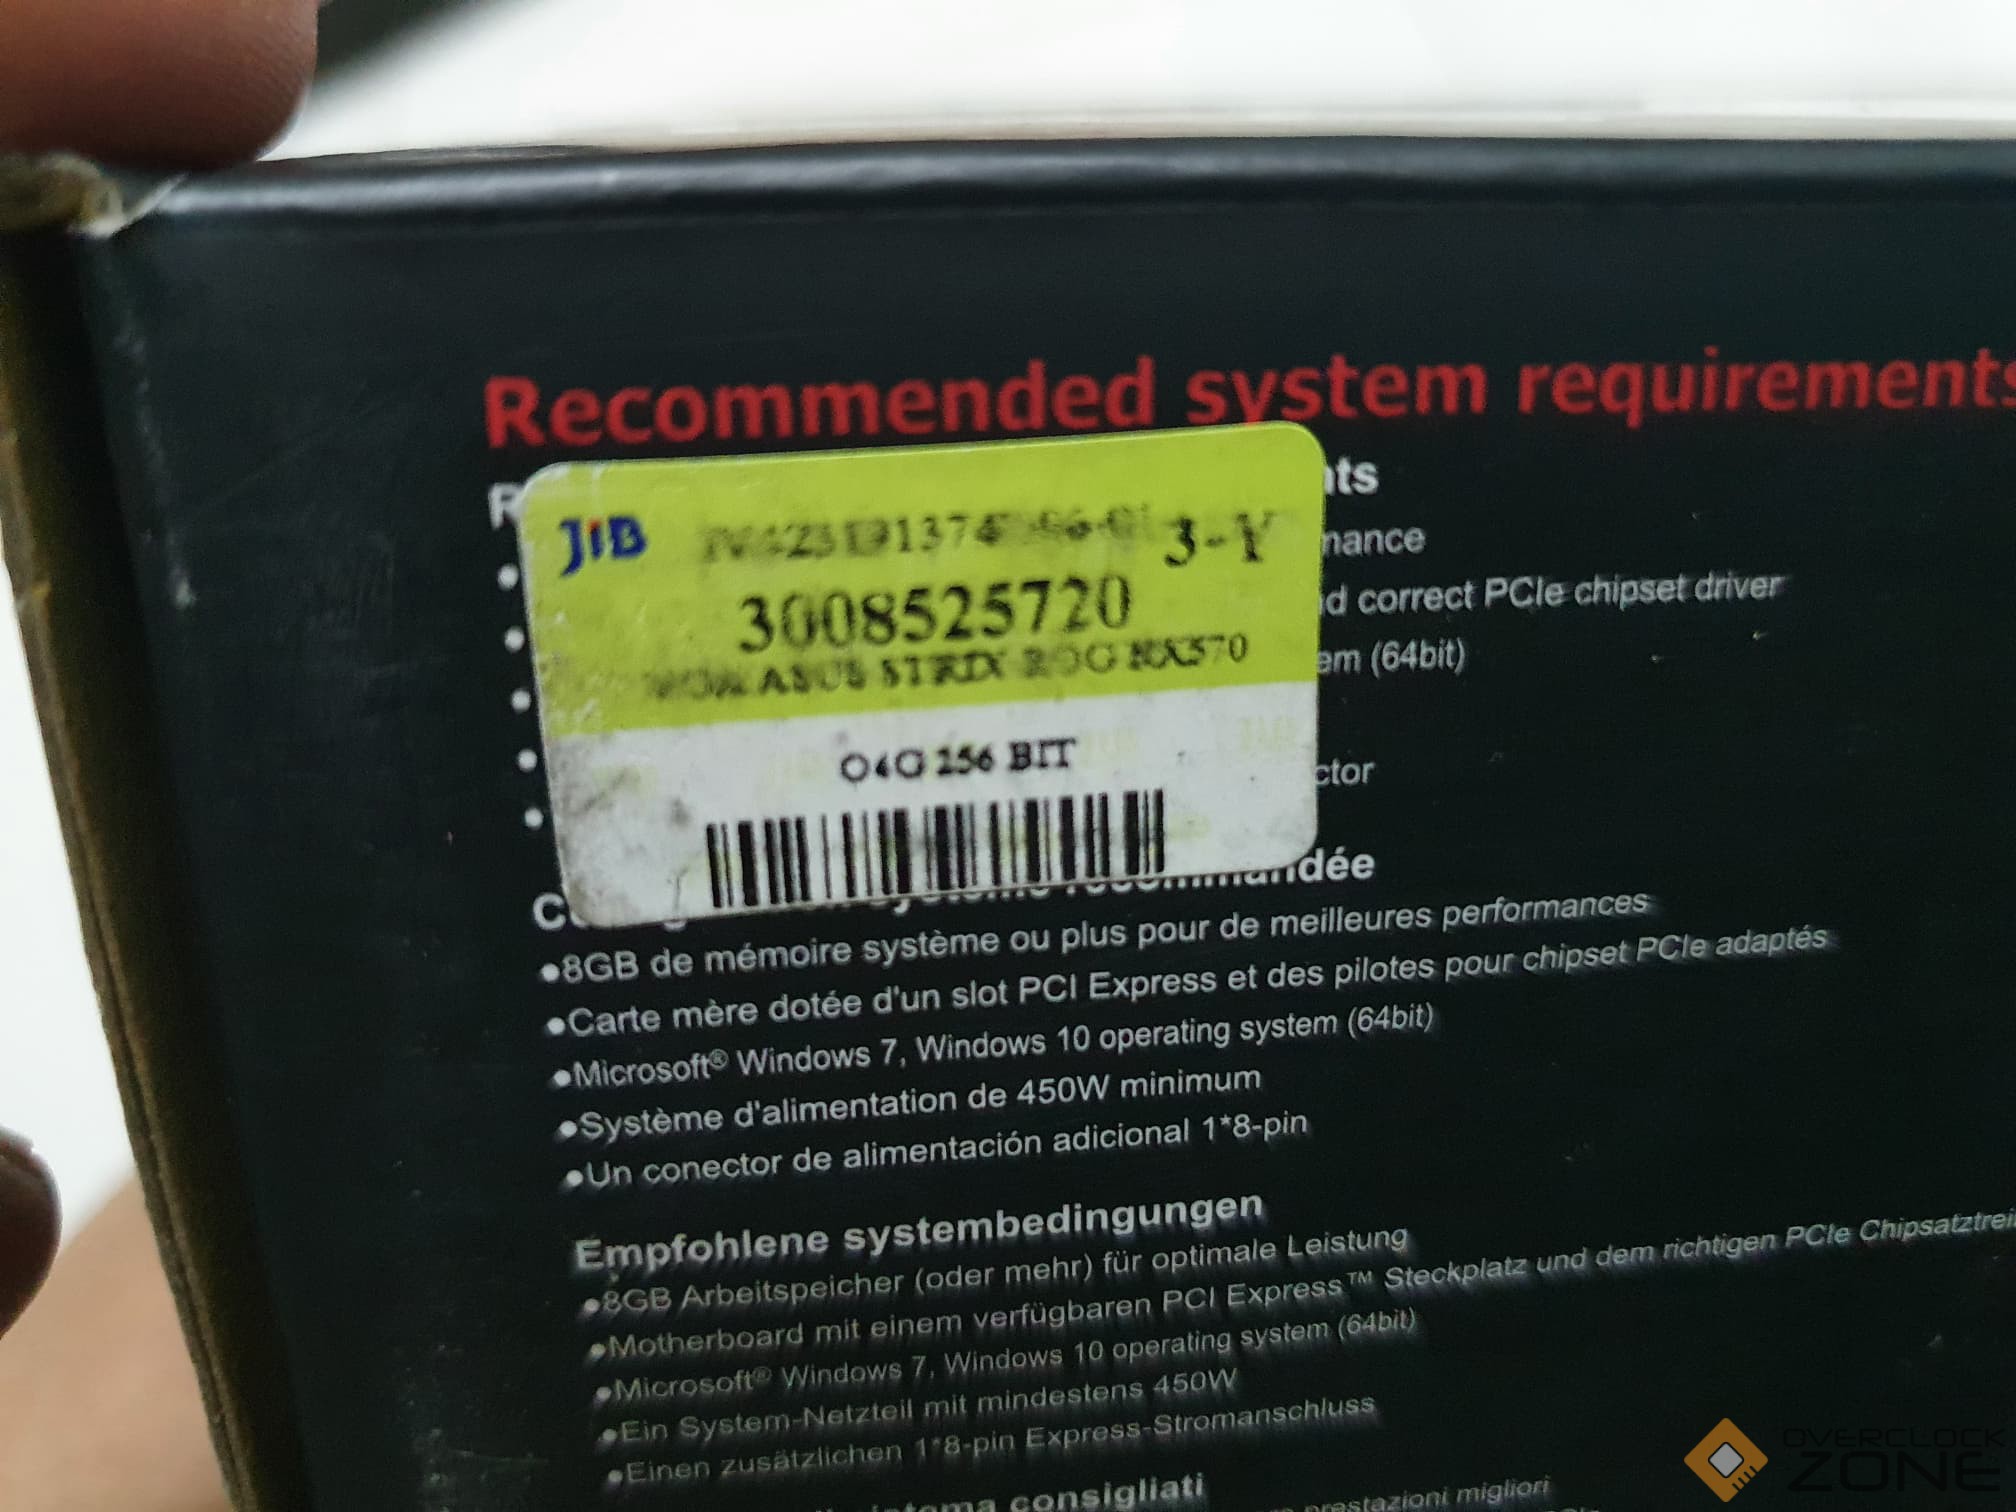 Recommended system requirements
nts
JIB
3-Y
mance
3008525720
nd correct PCIe chipset driver
ASUS STRIX ROG RX570
em (64bit)
O4G 256 BIT
ctor
dée
●8GB de mémoire système ou plus pour de meilleures performances
●Carte mère dotée d'un slot PCI Express et des pilotes pour chipset PCIe adaptés
●Microsoft® Windows 7, Windows 10 operating system (64bit)
●Système d'alimentation de 450W minimum
●Un conector de alimentación adicional 1*8-pin
Empfohlene systembedingungen
●8GB Arbeitspeicher (oder mehr) für optimale Leistung
●Motherboard mit einem verfügbaren PCI Express™ Steckplatz und dem richtigen PCIe Chipsatztrei
●Microsoft® Windows 7, Windows 10 operating system (64bit)
●Ein System-Netzteil mit mindestens 450W
●Einen zusätzlichen 1*8-pin Express-Stromanschluss
consigliati
prestazioni migliori
OVERCLOCK
ZONE